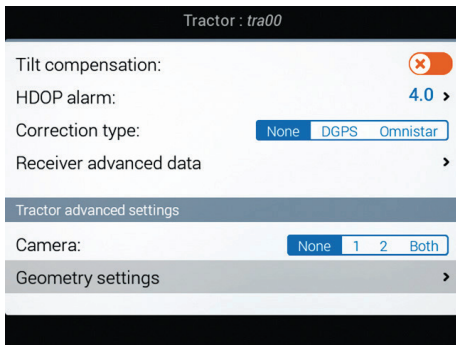 Tractor : tra00
Tilt compensation:
HDOP alarm: 4.0 >
Correction type: None DGPS Omnistar
Receiver advanced data >
Tractor advanced settings
Camera: None 1 2 Both
Geometry settings >